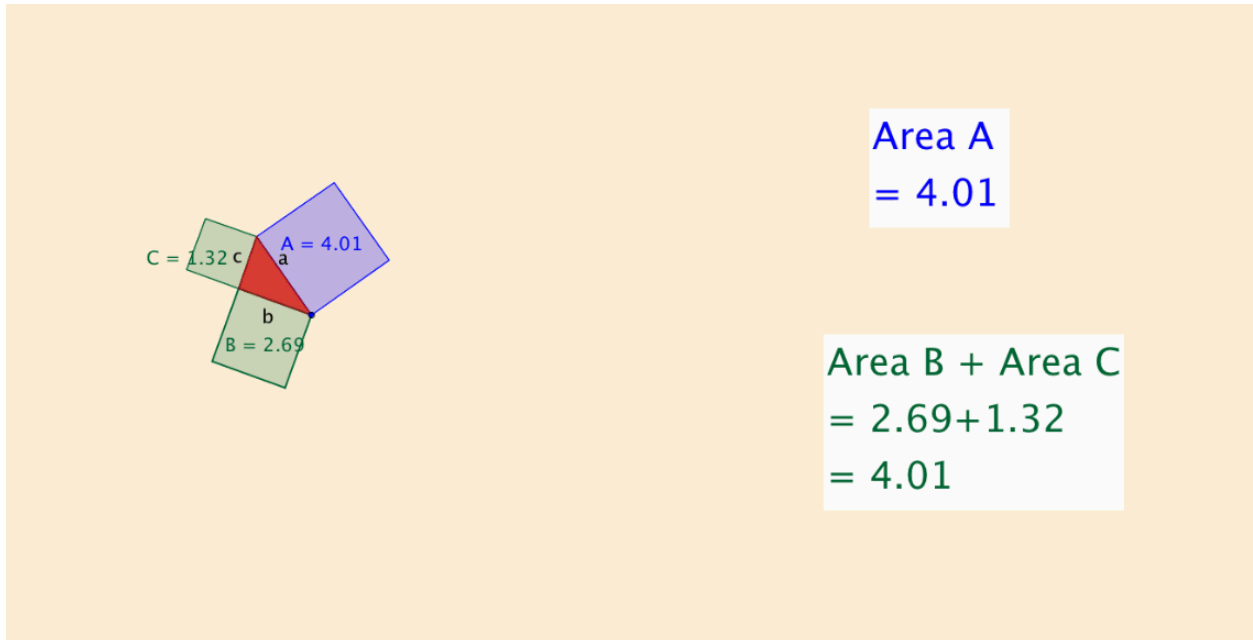 Area A
= 4.01
A = 4.01
C = 1.32
c
a
b
B = 2.69
Area B + Area C
= 2.69+1.32
= 4.01